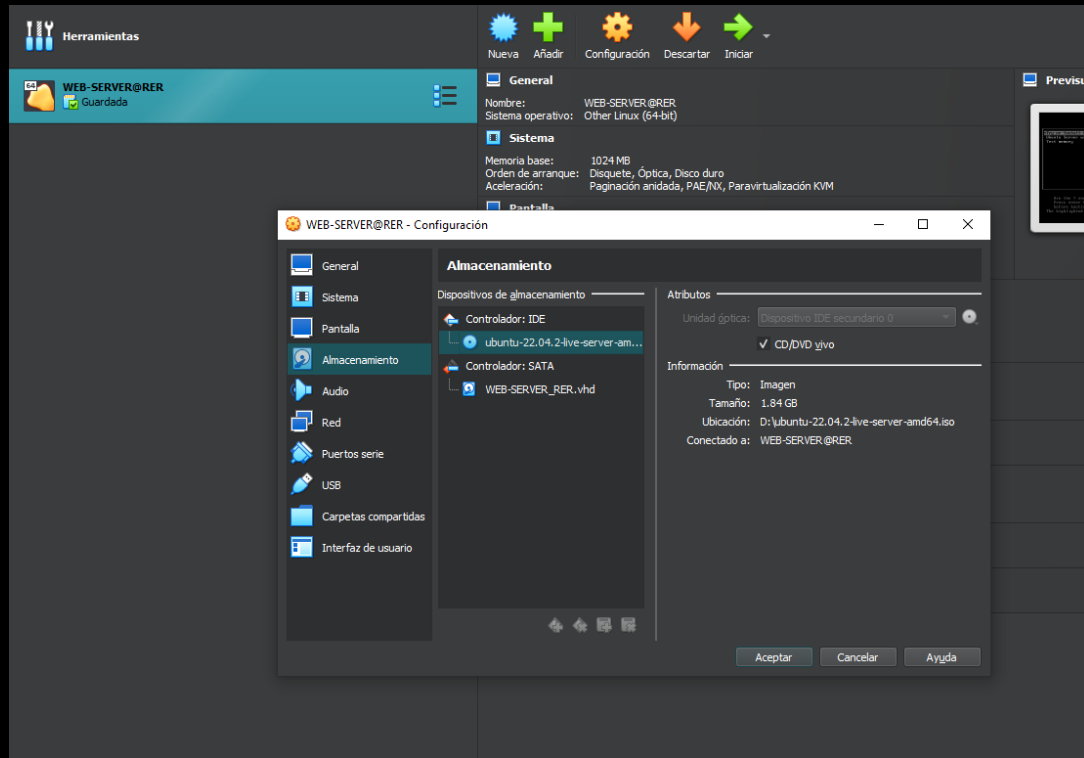 Herramientas
Nueva Añadir Configuración Descartar Iniciar
64
WEB-SERVER@RER
Guardada
General
Nombre: WEB-SERVER@RER
Sistema operativo: Other Linux (64-bit)
Sistema
Memoria base: 1024 MB
Orden de arranque: Disquete, Óptica, Disco duro
Aceleración: Paginación anidada, PAE/NX, Paravirtualización KVM
Pantalla
Previsu
WEB-SERVER@RER - Configuración
General
Sistema
Pantalla
Almacenamiento
Audio
Red
Puertos serie
USB
Carpetas compartidas
Interfaz de usuario
Almacenamiento
Dispositivos de almacenamiento
Controlador: IDE
ubuntu-22.04.2-live-server-am...
Controlador: SATA
WEB-SERVER_RER.vhd
Atributos
Unidad óptica: Dispositivo IDE secundario 0
CD/DVD vivo
Información
Tipo: Imagen
Tamaño: 1.84 GB
Ubicación: D:\ubuntu-22.04.2-live-server-amd64.iso
Conectado a: WEB-SERVER@RER
Aceptar Cancelar Ayuda